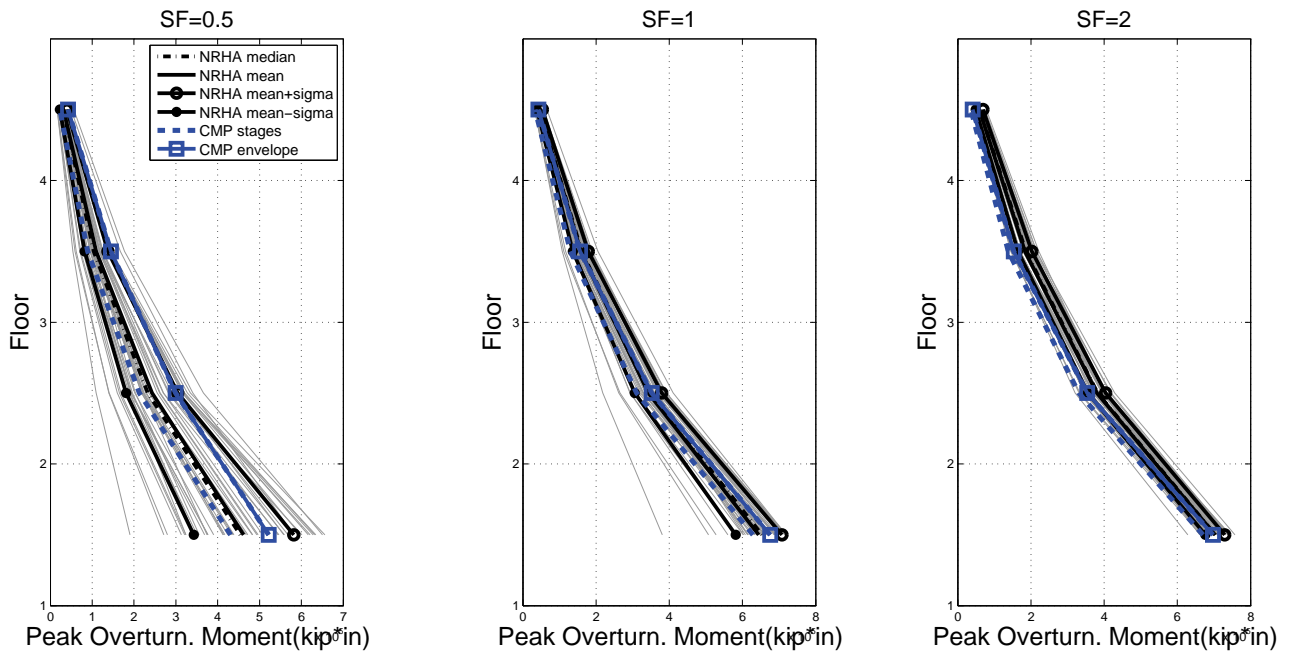 SF=0.5
SF=1
SF=2
NRHA median
NRHA mean
NRHA mean+sigma
NRHA mean−sigma
CMP stages
CMP envelope
4
3
2
1
4
3
2
1
4
3
2
1
Floor
Floor
Floor
0 1 2 3 4 5 6 7
0 2 4 6 8
0 2 4 6 8
Peak Overturn. Moment(kip*in)
Peak Overturn. Moment(kip*in)
Peak Overturn. Moment(kip*in)